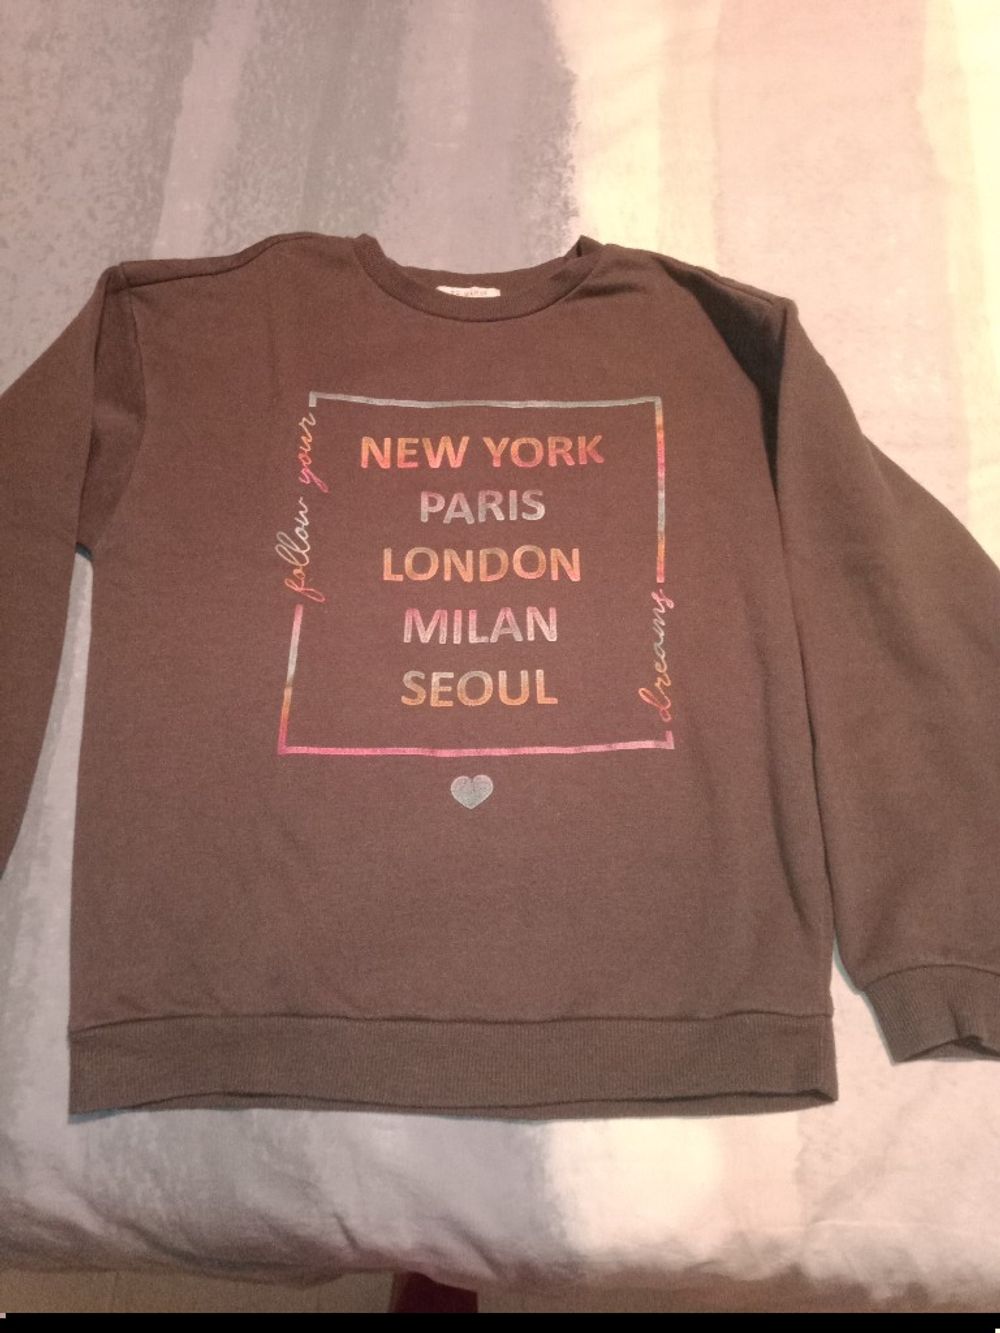 follow your
NEW YORK
PARIS
LONDON
MILAN
SEOUL
dreams